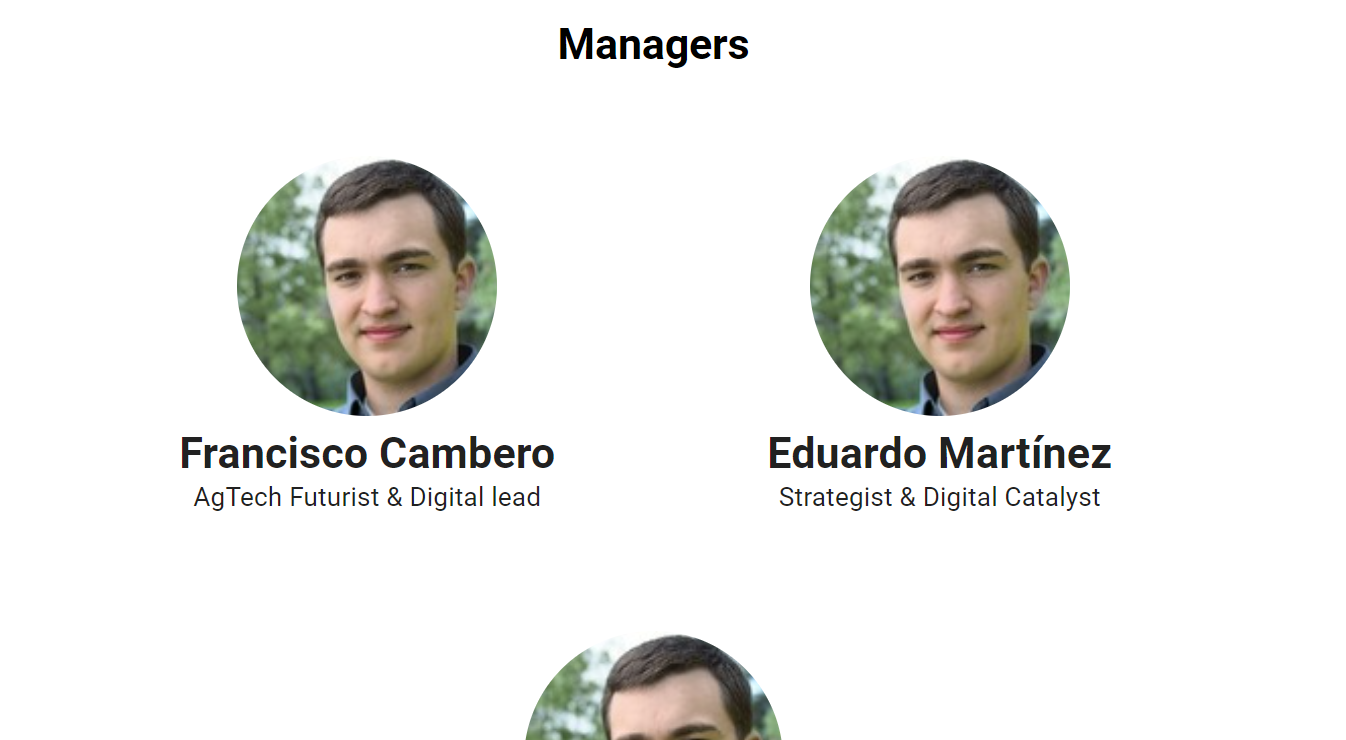 Managers
Francisco Cambero
Eduardo Martínez
AgTech Futurist & Digital lead
Strategist & Digital Catalyst